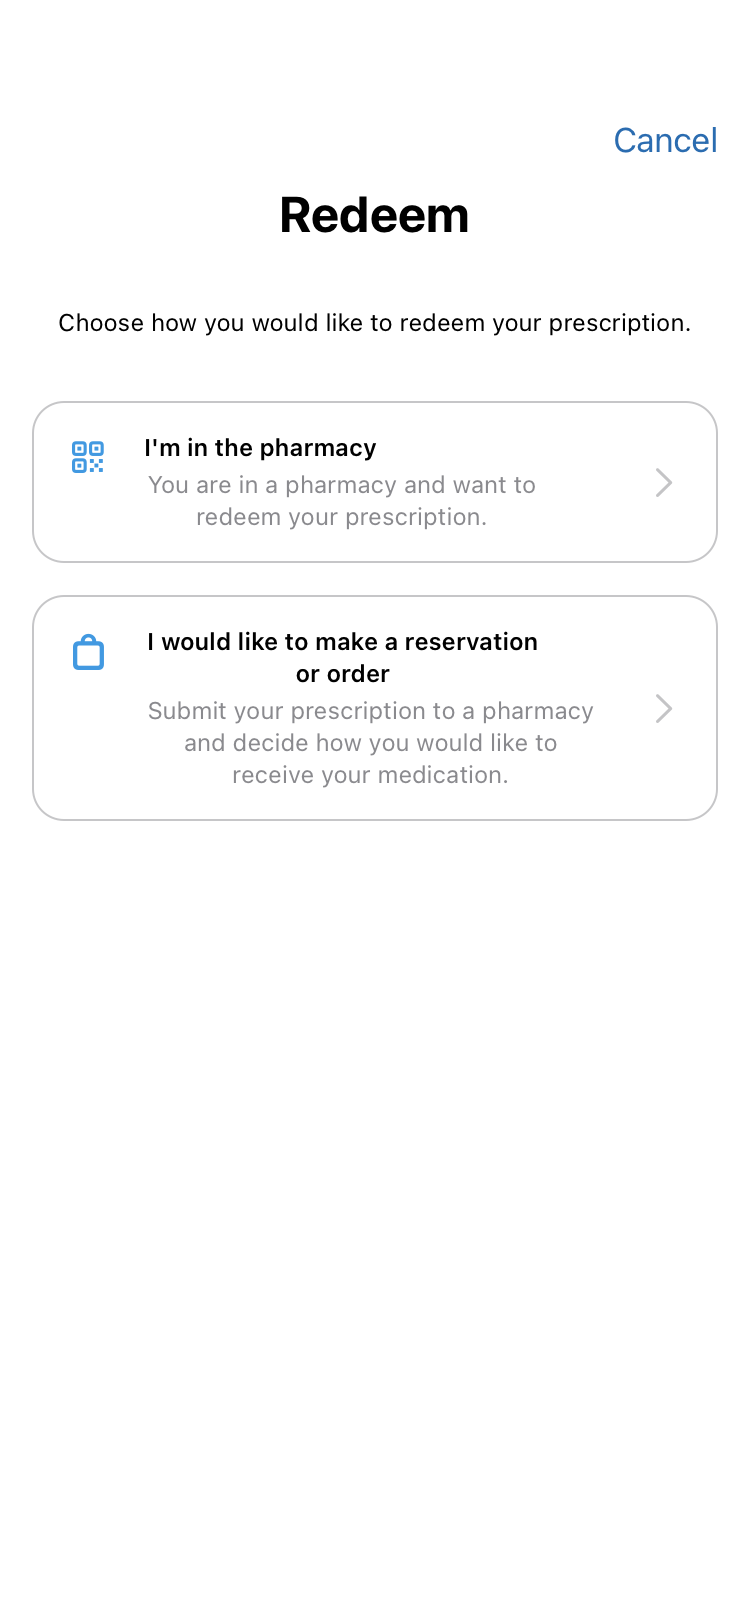 Cancel
Redeem
Choose how you would like to redeem your prescription.
I'm in the pharmacy
You are in a pharmacy and want to
redeem your prescription.
I would like to make a reservation
or order
Submit your prescription to a pharmacy
and decide how you would like to
receive your medication.